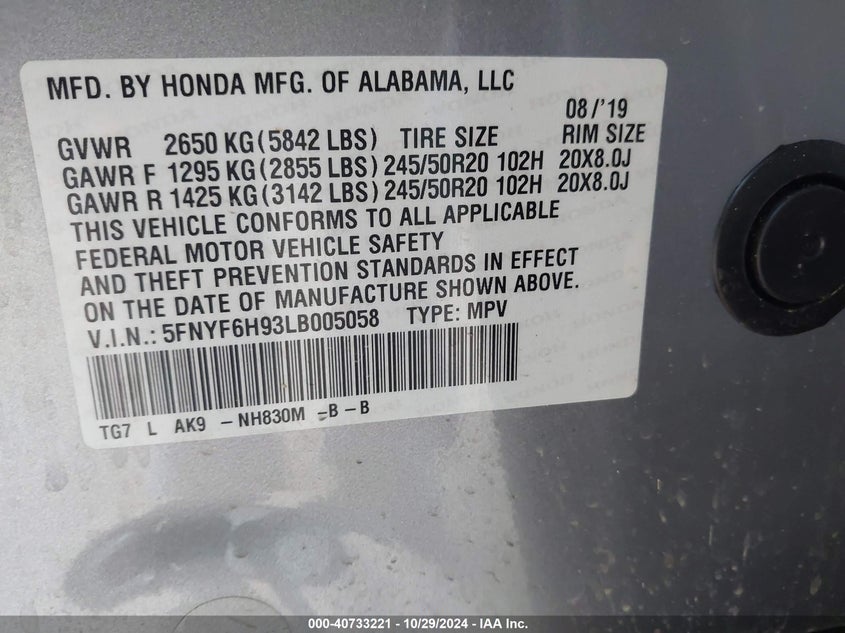 MFD. BY HONDA MFG. OF ALABAMA, LLC
08/'19
GVWR 2650 KG(5842 LBS) TIRE SIZE RIM SIZE
GAWR F 1295 KG(2855 LBS)245/50R20 102H 20X8.0J
GAWR R 1425 KG(3142 LBS)245/50R20 102H 20X8.0J
THIS VEHICLE CONFORMS TO ALL APPLICABLE
FEDERAL MOTOR VEHICLE SAFETY
AND THEFT PREVENTION STANDARDS IN EFFECT
ON THE DATE OF MANUFACTURE SHOWN ABOVE.
V.I.N.: 5FNYF6H93LB005058 TYPE: MPV
TG7 L AK9 -NH830M -B -B
000-40733221 - 10/29/2024 - IAA Inc.